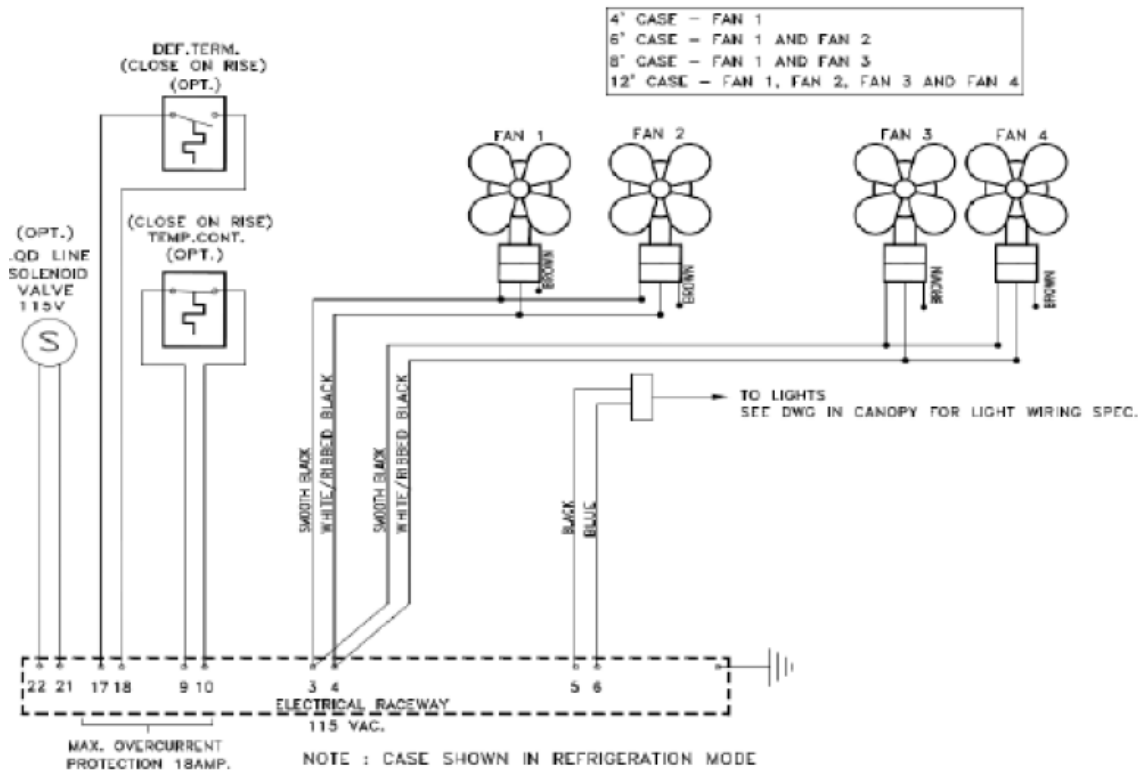 4' CASE - FAN 1
6' CASE - FAN 1 AND FAN 2
8' CASE - FAN 1 AND FAN 3
12' CASE - FAN 1, FAN 2, FAN 3 AND FAN 4
DEF.TERM.
(CLOSE ON RISE)
(OPT.)
FAN 1
FAN 2
FAN 3
FAN 4
(CLOSE ON RISE)
TEMP.CONT.
(OPT.)
(OPT.)
.QD LINE
SOLENOID
VALVE
115V
S
BROWN
BROWN
BROWN
BROWN
TO LIGHTS
SEE DWG IN CANOPY FOR LIGHT WIRING SPEC.
SMOOTH BLACK
WHITE/RIBBED BLACK
SMOOTH BLACK
WHITE/RIBBED BLACK
BLACK
BLUE
22 21 17 18 9 10 3 4 5 6
ELECTRICAL RACEWAY
115 VAC.
MAX. OVERCURRENT
PROTECTION 18AMP.
NOTE : CASE SHOWN IN REFRIGERATION MODE